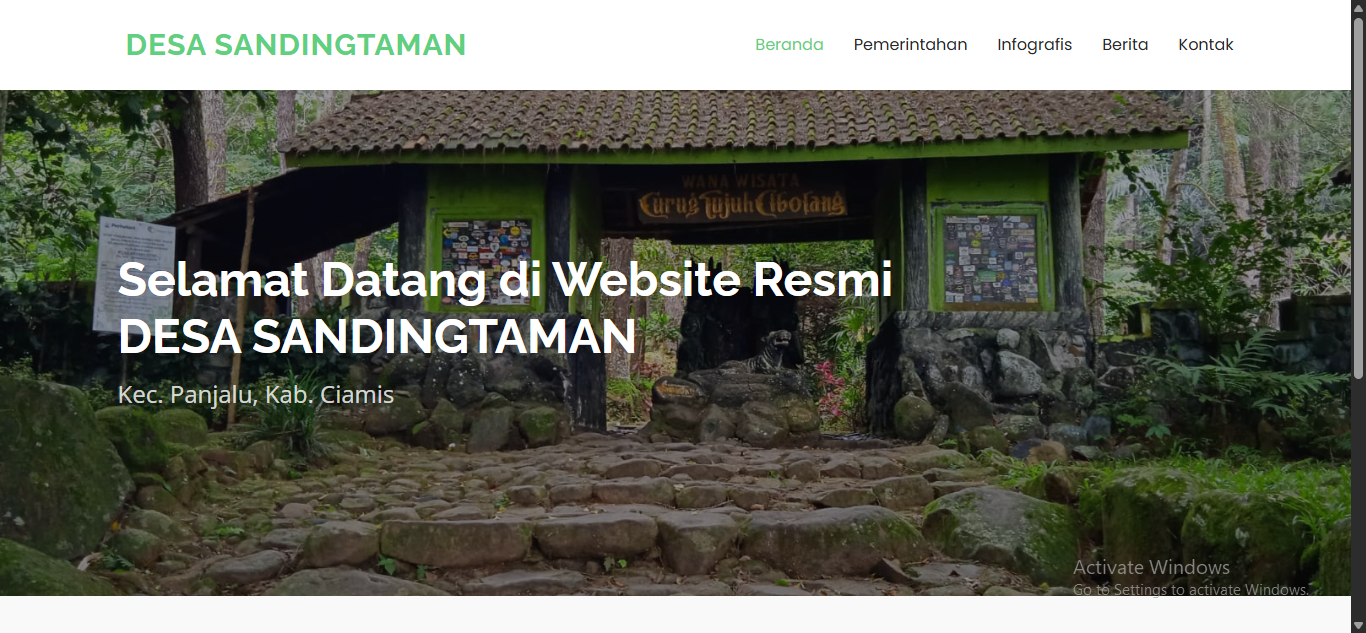 DESA SANDINGTAMAN
Beranda Pemerintahan Infografis Berita Kontak
WANA WISATA
Curug Tujuh Cibolang
Selamat Datang di Website Resmi
DESA SANDINGTAMAN
Kec. Panjalu, Kab. Ciamis
Activate Windows
Go to Settings to activate Windows.